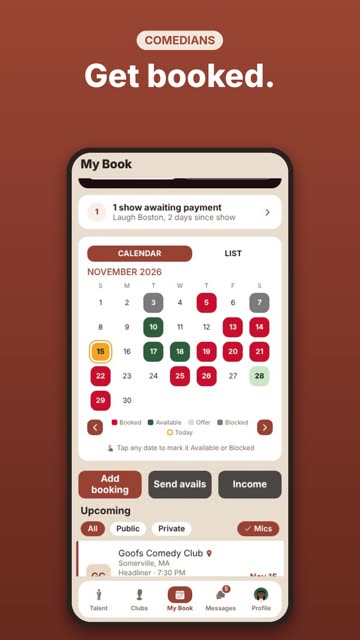 COMEDIANS
Get booked.
My Book
1
1 show awaiting payment
Laugh Boston, 2 days since show
CALENDAR LIST
NOVEMBER 2026
S M T W T F S
1 2 3 4 5 6 7
8 9 10 11 12 13 14
15 16 17 18 19 20 21
22 23 24 25 26 27 28
29 30
Booked Available Offer Blocked
Today
Tap any date to mark it Available or Blocked
Add booking
Send avails
Income
Upcoming
All Public Private ✓ Mics
Goofs Comedy Club
Somerville, MA
Headliner · 7:30 PM
GC
Nov 15
Talent Clubs My Book Messages Profile